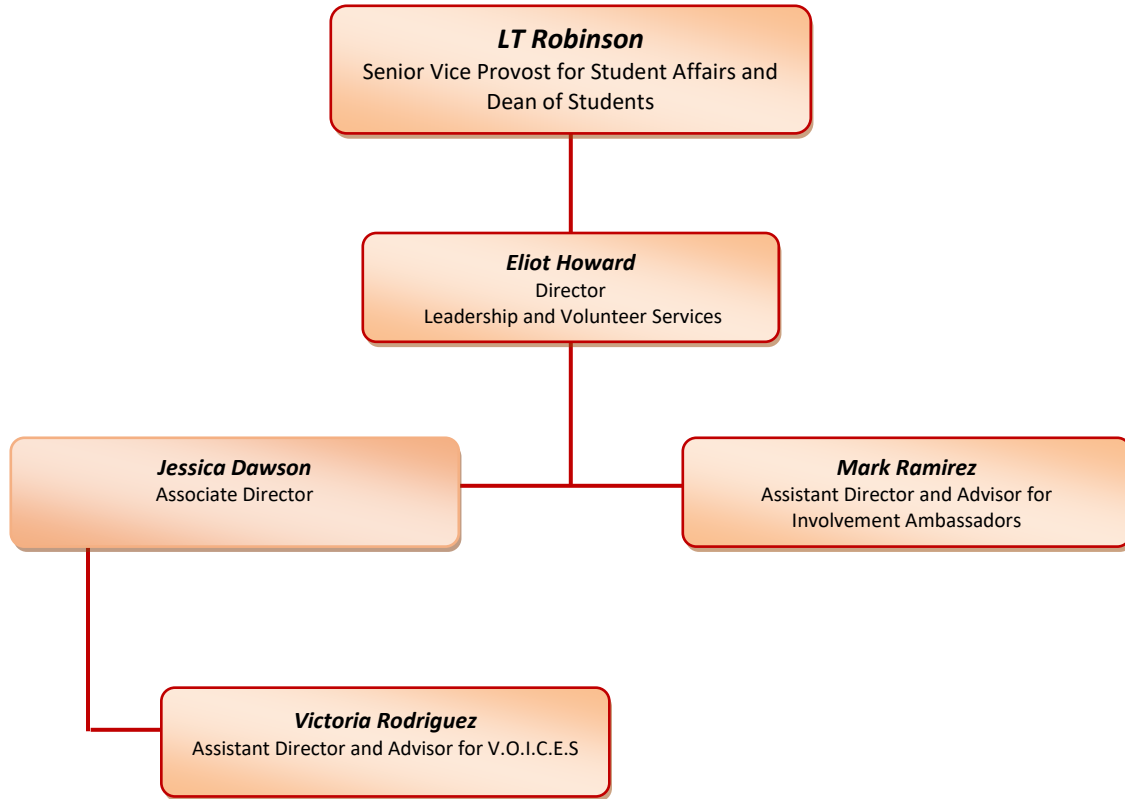 LT Robinson
Senior Vice Provost for Student Affairs and
Dean of Students
Eliot Howard
Director
Leadership and Volunteer Services
Jessica Dawson
Associate Director
Mark Ramirez
Assistant Director and Advisor for
Involvement Ambassadors
Victoria Rodriguez
Assistant Director and Advisor for V.O.I.C.E.S